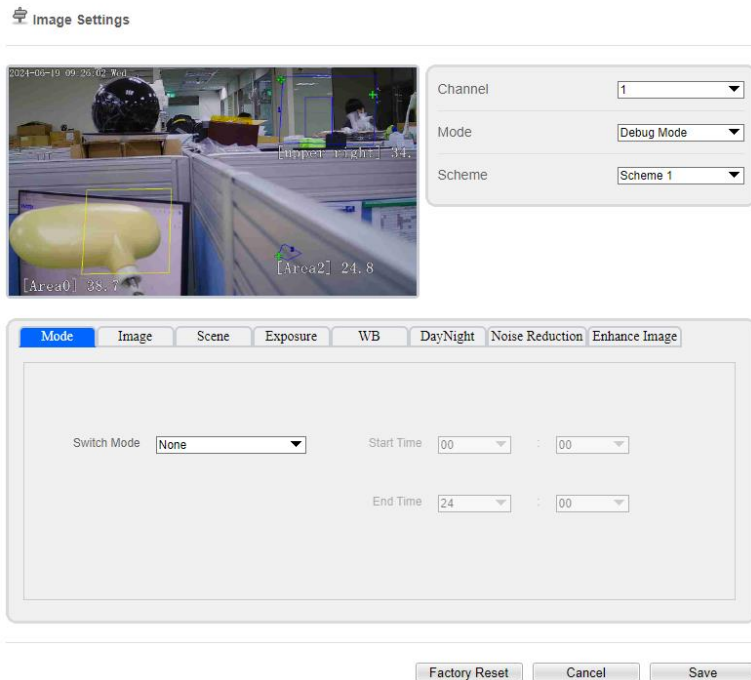 Image Settings
2024-06-19 09:26:02 Wed
[upper right] 34.
[Area2] 24.8
[Area0] 38.7
Channel 1
Mode Debug Mode
Scheme Scheme 1
Mode Image Scene Exposure WB DayNight Noise Reduction Enhance Image
Switch Mode None Start Time 00 : 00
End Time 24 : 00
Factory Reset Cancel Save